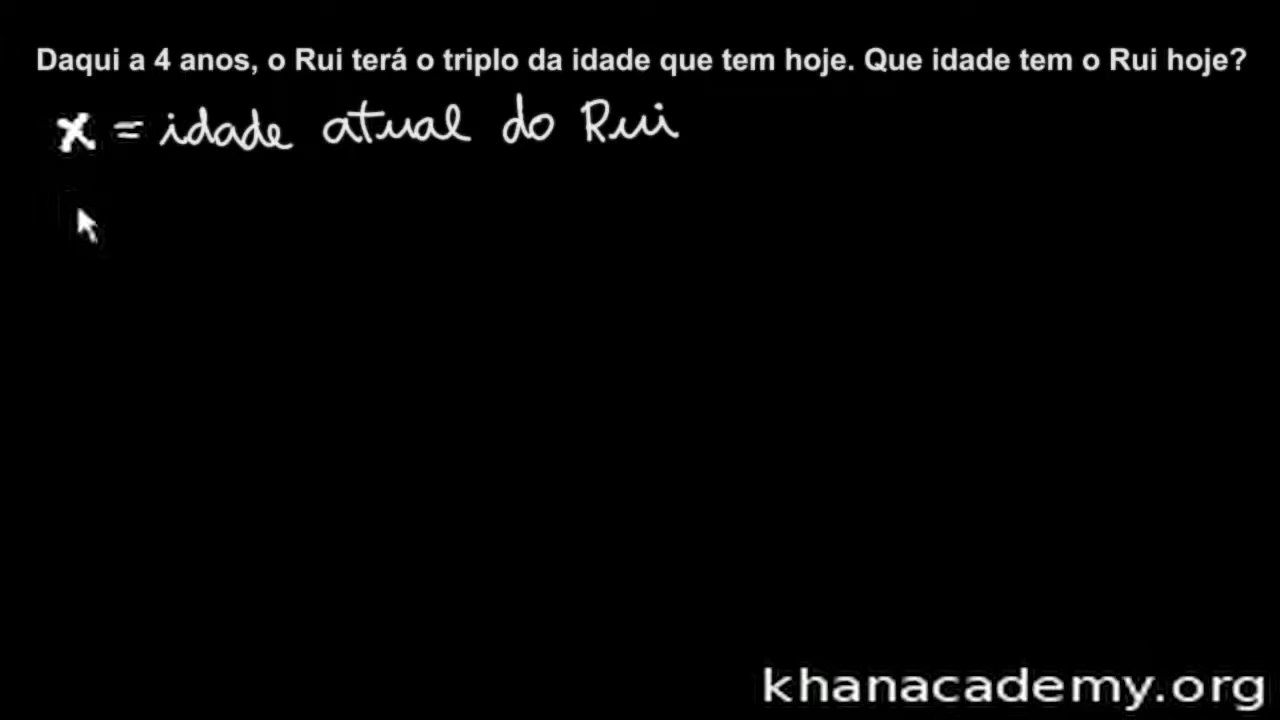 Daqui a 4 anos, o Rui terá o triplo da idade que tem hoje. Que idade tem o Rui hoje?
x = idade atual do Rui
khanacademy.org